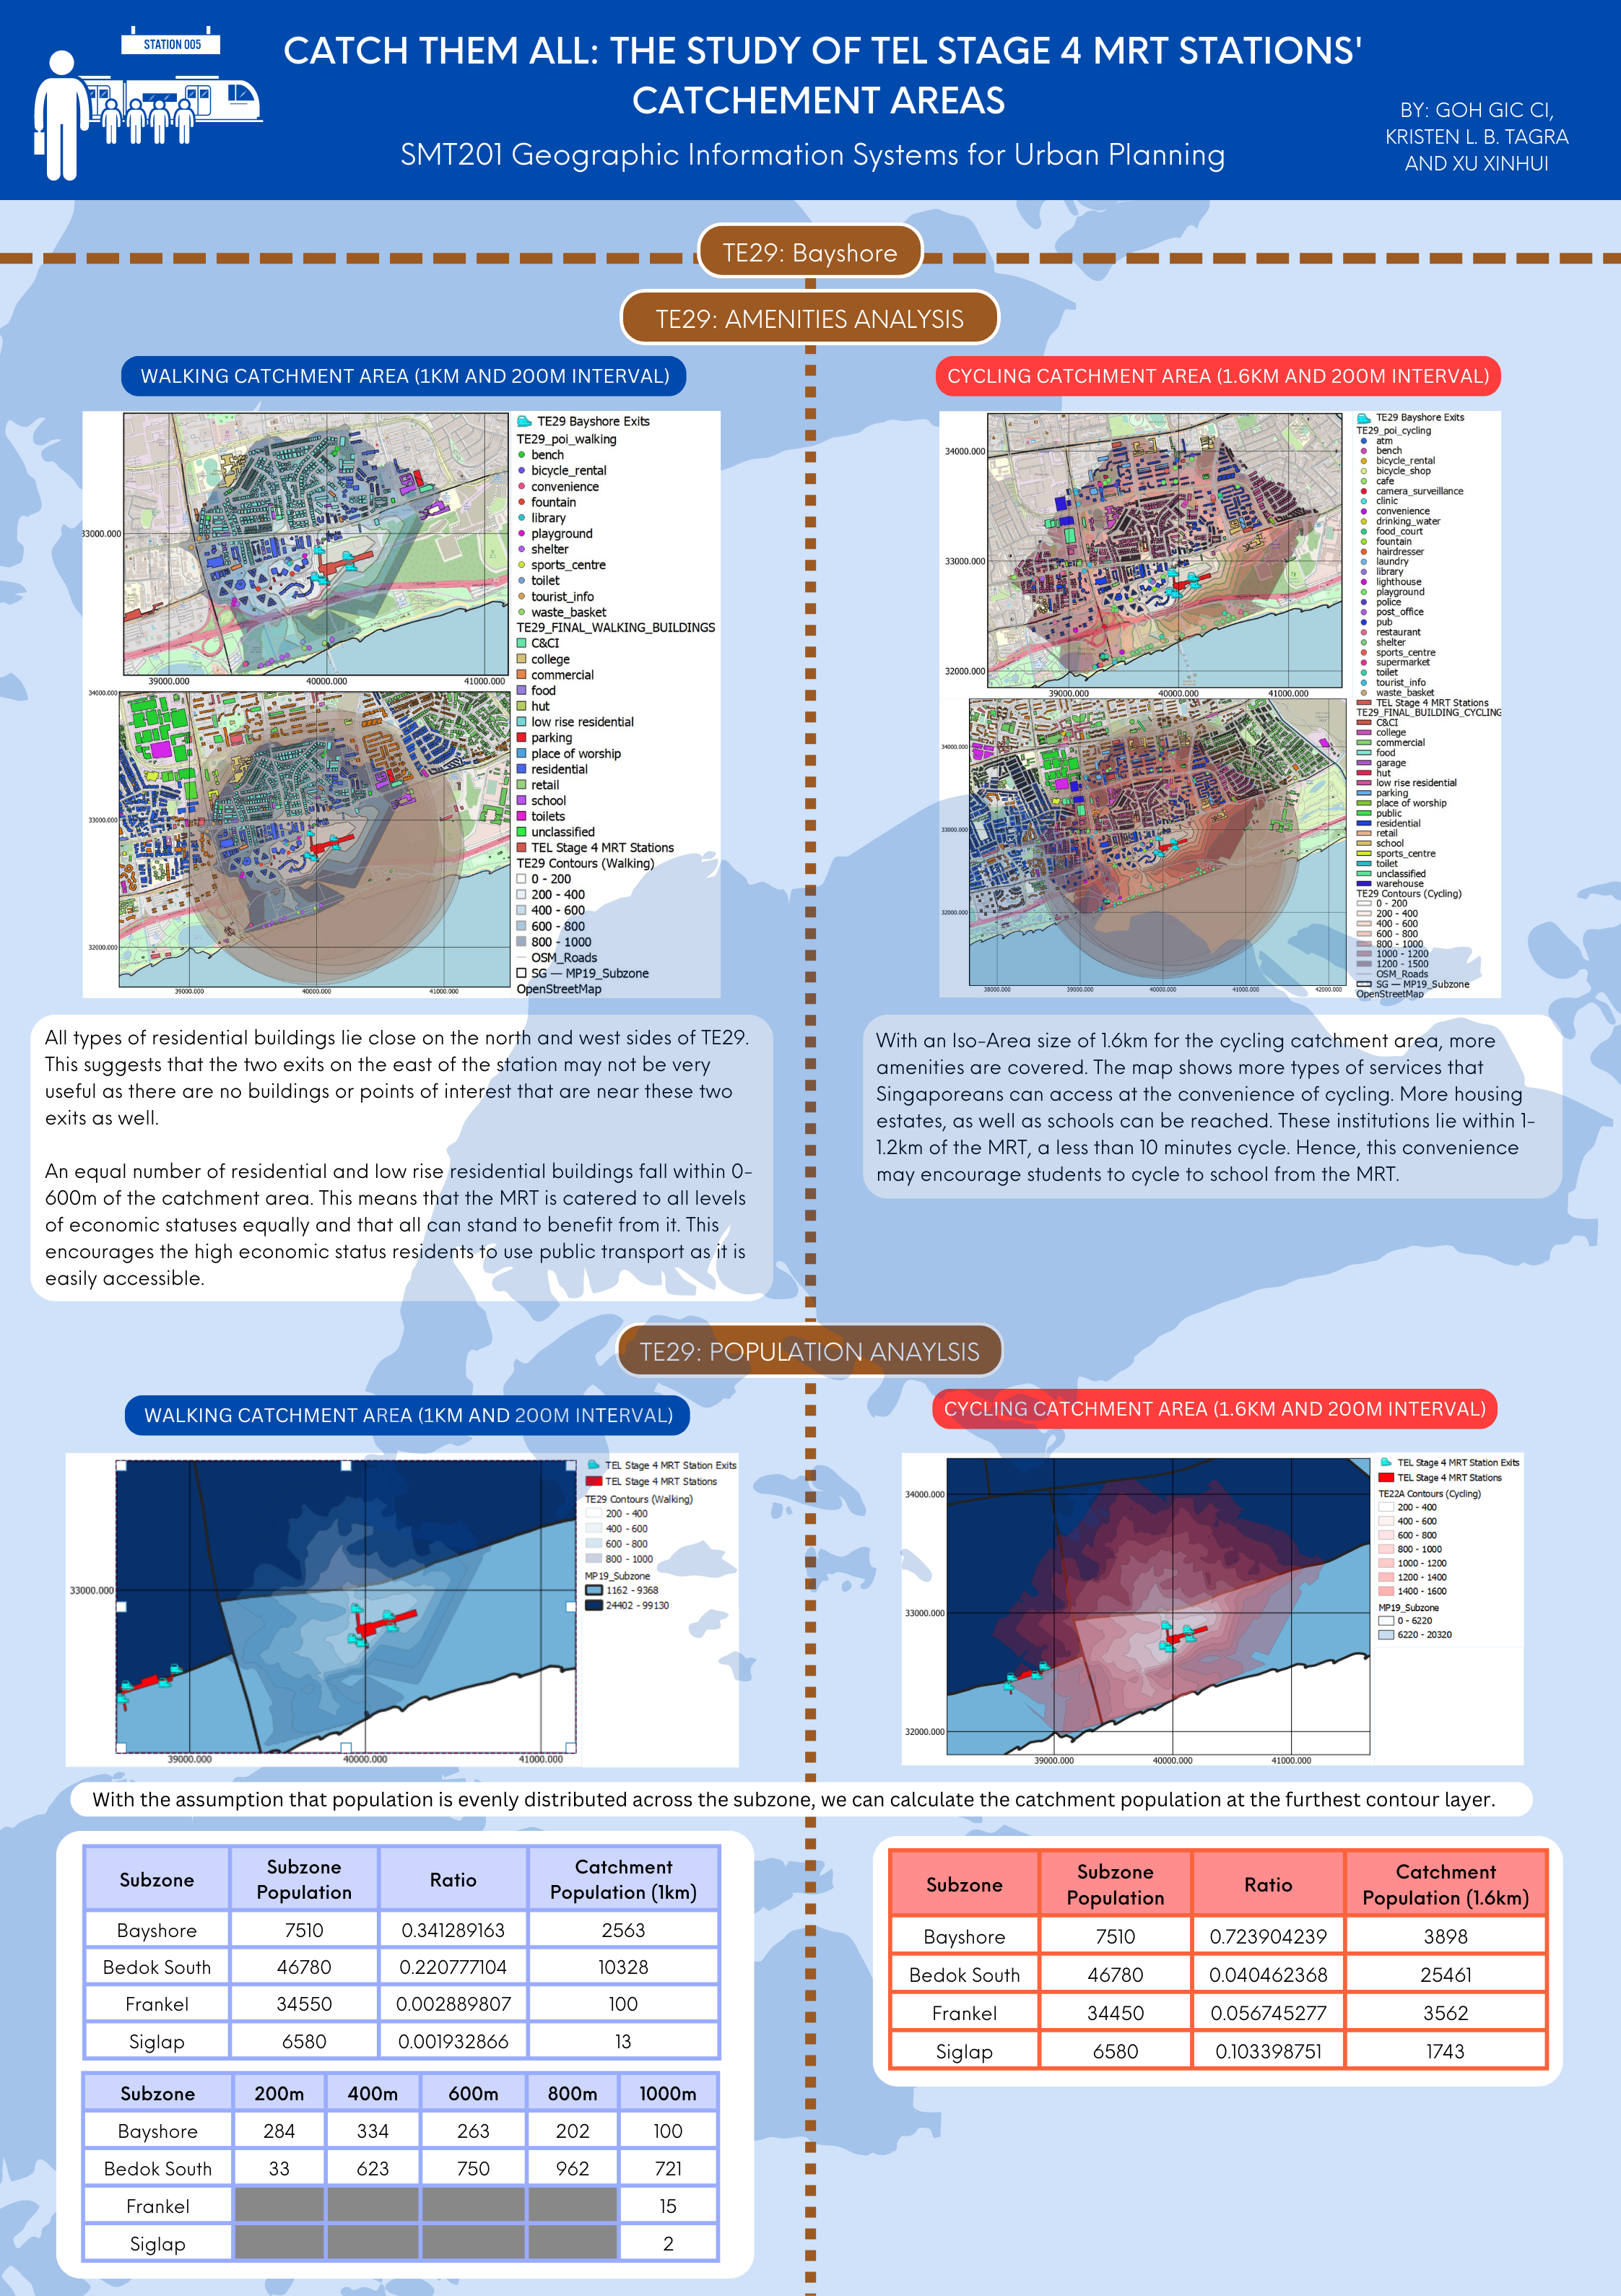 STATION 005
CATCH THEM ALL: THE STUDY OF TEL STAGE 4 MRT STATIONS'
CATCHEMENT AREAS
SMT201 Geographic Information Systems for Urban Planning
BY: GOH GIC CI,
KRISTEN L. B. TAGRA
AND XU XINHUI
TE29: Bayshore
TE29: AMENITIES ANALYSIS
WALKING CATCHMENT AREA (1KM AND 200M INTERVAL)
33000.000
39000.000 40000.000 41000.000
34000.000
33000.000
32000.000
39000.000 40000.000 41000.000
TE29 Bayshore Exits
TE29_poi_walking
bench
bicycle_rental
convenience
fountain
library
playground
shelter
sports_centre
toilet
tourist_info
waste_basket
TE29_FINAL_WALKING_BUILDINGS
C&CI
college
commercial
food
hut
low rise residential
parking
place of worship
residential
retail
school
toilets
unclassified
TEL Stage 4 MRT Stations
TE29 Contours (Walking)
0 - 200
200 - 400
400 - 600
600 - 800
800 - 1000
OSM_Roads
SG — MP19_Subzone
OpenStreetMap
CYCLING CATCHMENT AREA (1.6KM AND 200M INTERVAL)
34000.000
33000.000
32000.000
39000.000 40000.000 41000.000
34000.000
33000.000
32000.000
38000.000 39000.000 40000.000 41000.000 42000.000
TE29 Bayshore Exits
TE29_poi_cycling
atm
bench
bicycle_rental
bicycle_shop
cafe
camera_surveillance
clinic
convenience
drinking_water
food_court
fountain
hairdresser
laundry
library
lighthouse
playground
police
post_office
pub
restaurant
shelter
sports_centre
supermarket
toilet
tourist_info
waste_basket
TEL Stage 4 MRT Stations
TE29_FINAL_BUILDING_CYCLING
C&CI
college
commercial
food
garage
hut
low rise residential
parking
place of worship
public
residential
retail
school
sports_centre
toilet
unclassified
warehouse
TE29 Contours (Cycling)
0 - 200
200 - 400
400 - 600
600 - 800
800 - 1000
1000 - 1200
1200 - 1500
OSM_Roads
SG — MP19_Subzone
OpenStreetMap
All types of residential buildings lie close on the north and west sides of TE29.
This suggests that the two exits on the east of the station may not be very
useful as there are no buildings or points of interest that are near these two
exits as well.
An equal number of residential and low rise residential buildings fall within 0-
600m of the catchment area. This means that the MRT is catered to all levels
of economic statuses equally and that all can stand to benefit from it. This
encourages the high economic status residents to use public transport as it is
easily accessible.
With an Iso-Area size of 1.6km for the cycling catchment area, more
amenities are covered. The map shows more types of services that
Singaporeans can access at the convenience of cycling. More housing
estates, as well as schools can be reached. These institutions lie within 1-
1.2km of the MRT, a less than 10 minutes cycle. Hence, this convenience
may encourage students to cycle to school from the MRT.
TE29: POPULATION ANAYLSIS
WALKING CATCHMENT AREA (1KM AND 200M INTERVAL)
33000.000
39000.000 40000.000 41000.000
TEL Stage 4 MRT Station Exits
TEL Stage 4 MRT Stations
TE29 Contours (Walking)
200 - 400
400 - 600
600 - 800
800 - 1000
MP19_Subzone
1162 - 9368
24402 - 99130
CYCLING CATCHMENT AREA (1.6KM AND 200M INTERVAL)
34000.000
33000.000
32000.000
39000.000 40000.000 41000.000
TEL Stage 4 MRT Station Exits
TEL Stage 4 MRT Stations
TE22A Contours (Cycling)
200 - 400
400 - 600
600 - 800
800 - 1000
1000 - 1200
1200 - 1400
1400 - 1600
MP19_Subzone
0 - 6220
6220 - 20320
With the assumption that population is evenly distributed across the subzone, we can calculate the catchment population at the furthest contour layer.
Subzone Subzone Population Ratio Catchment Population (1km)
Bayshore 7510 0.341289163 2563
Bedok South 46780 0.220777104 10328
Frankel 34550 0.002889807 100
Siglap 6580 0.001932866 13
Subzone 200m 400m 600m 800m 1000m
Bayshore 284 334 263 202 100
Bedok South 33 623 750 962 721
Frankel 15
Siglap 2
Subzone Subzone Population Ratio Catchment Population (1.6km)
Bayshore 7510 0.723904239 3898
Bedok South 46780 0.040462368 25461
Frankel 34450 0.056745277 3562
Siglap 6580 0.103398751 1743